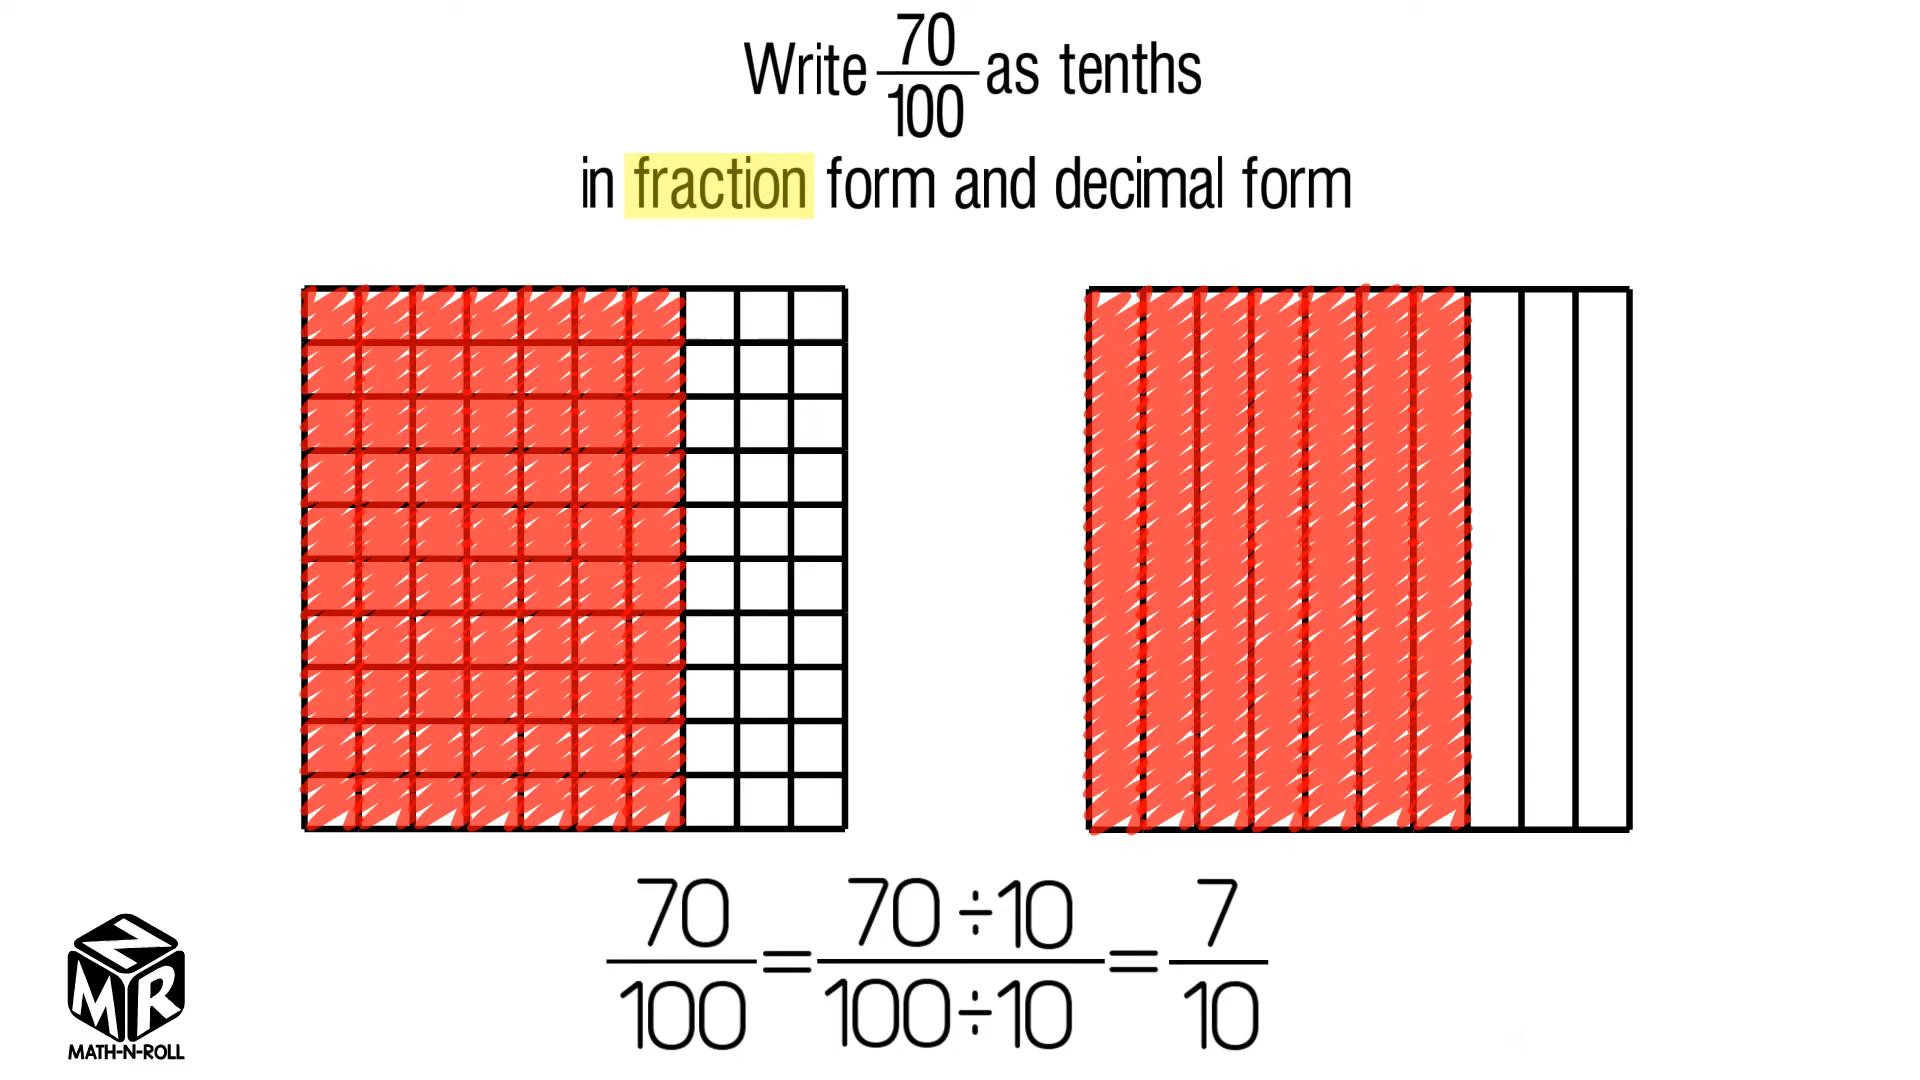 Write 70/100 as tenths
in fraction form and decimal form
70/100 = 70÷10/100÷10 = 7/10
ZMR
MATH-N-ROLL